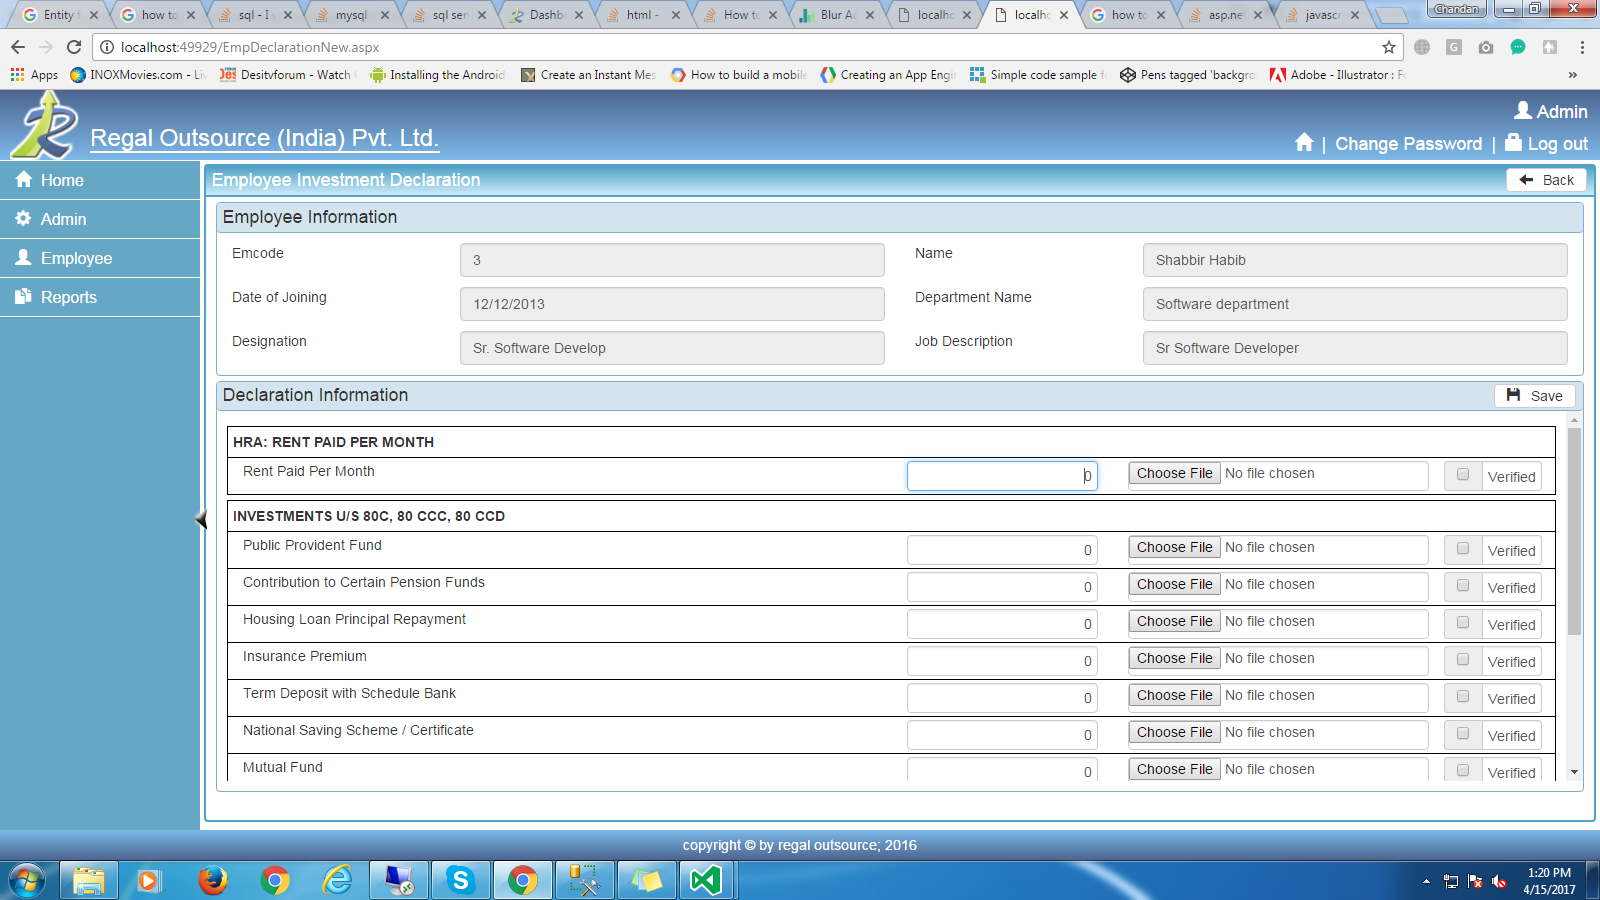 Entity f
how to
sql - I s
mysql
sql ser
Dashb
html -
How to
Blur Ac
localho
localho
how to
asp.ne
javascr
Chandan
localhost:49929/EmpDeclarationNew.aspx
Apps
INOXMovies.com - Liv
Desitvforum - Watch
Installing the Android
Create an Instant Mes
How to build a mobile
Creating an App Engi
Simple code sample f
Pens tagged 'backgro
Adobe - Illustrator : Fo
»
Regal Outsource (India) Pvt. Ltd.
Admin
| Change Password | Log out
Home
Admin
Employee
Reports
Employee Investment Declaration
Back
Employee Information
Emcode 3 Name Shabbir Habib
Date of Joining 12/12/2013 Department Name Software department
Designation Sr. Software Develop Job Description Sr Software Developer
Declaration Information
Save
HRA: RENT PAID PER MONTH
Rent Paid Per Month 0 Choose File No file chosen Verified
INVESTMENTS U/S 80C, 80 CCC, 80 CCD
Public Provident Fund 0 Choose File No file chosen Verified
Contribution to Certain Pension Funds 0 Choose File No file chosen Verified
Housing Loan Principal Repayment 0 Choose File No file chosen Verified
Insurance Premium 0 Choose File No file chosen Verified
Term Deposit with Schedule Bank 0 Choose File No file chosen Verified
National Saving Scheme / Certificate 0 Choose File No file chosen Verified
Mutual Fund 0 Choose File No file chosen Verified
copyright © by regal outsource; 2016
1:20 PM
4/15/2017